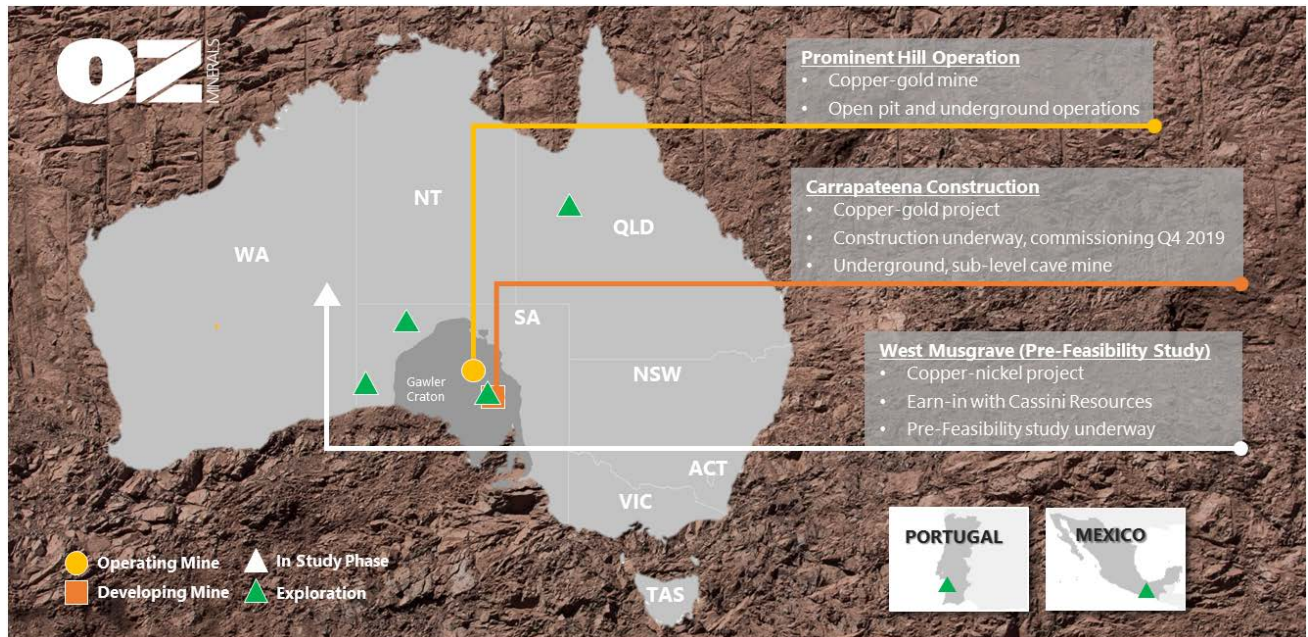 OZ
MINERALS
Prominent Hill Operation
• Copper-gold mine
• Open pit and underground operations
Carrapateena Construction
• Copper-gold project
• Construction underway, commissioning Q4 2019
• Underground, sub-level cave mine
West Musgrave (Pre-Feasibility Study)
• Copper-nickel project
• Earn-in with Cassini Resources
• Pre-Feasibility study underway
NT
QLD
WA
SA
Gawler
Craton
NSW
ACT
VIC
TAS
Operating Mine
In Study Phase
Developing Mine
Exploration
PORTUGAL
MEXICO